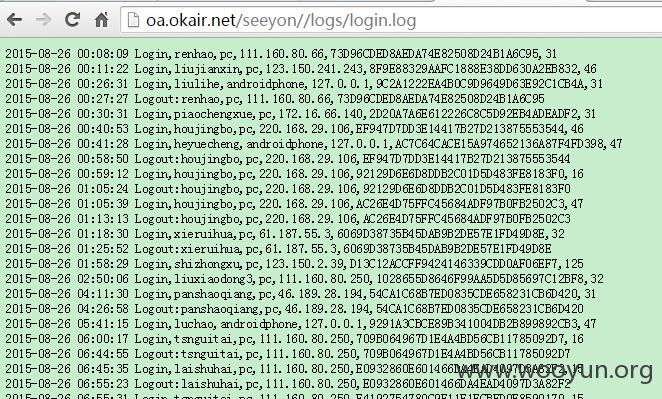 oa.okair.net/seeyon//logs/login.log
2015-08-26 00:08:09 Login,renhao,pc,111.160.80.66,73D96CDED8AEDA74E82508D24B1A6C95,31
2015-08-26 00:11:22 Login,liujianxin,pc,123.150.241.243,8F9E88329AAFC1888E38DD630A2EB832,46
2015-08-26 00:26:31 Login,liulihe,androidphone,127.0.0.1,9C2A1222EA4B0C9D9649D63E92C1CB4A,31
2015-08-26 00:27:27 Logout:renhao,pc,111.160.80.66,73D96CDED8AEDA74E82508D24B1A6C95
2015-08-26 00:30:31 Login,piaochengxue,pc,172.16.66.140,2D20A7A6E612226C8C5D92EB4ADEADF2,31
2015-08-26 00:40:53 Login,houjingbo,pc,220.168.29.106,EF947D7DD3E14417B27D213875553544,46
2015-08-26 00:41:28 Login,heyuecheng,androidphone,127.0.0.1,AC7C64CACE15A974652136A87F4FD398,47
2015-08-26 00:58:50 Logout:houjingbo,pc,220.168.29.106,EF947D7DD3E14417B27D213875553544
2015-08-26 00:59:12 Login,houjingbo,pc,220.168.29.106,92129D6E6D8DDB2C01D5D483FE8183F0,16
2015-08-26 01:05:24 Logout:houjingbo,pc,220.168.29.106,92129D6E6D8DDB2C01D5D483FE8183F0
2015-08-26 01:05:39 Login,houjingbo,pc,220.168.29.106,AC26E4D75FFC45684ADF97B0FB2502C3,47
2015-08-26 01:13:13 Logout:houjingbo,pc,220.168.29.106,AC26E4D75FFC45684ADF97B0FB2502C3
2015-08-26 01:18:30 Login,xieruihua,pc,61.187.55.3,6069D38735B45DAB9B2DE57E1FD49D8E,32
2015-08-26 01:25:52 Logout:xieruihua,pc,61.187.55.3,6069D38735B45DAB9B2DE57E1FD49D8E
2015-08-26 01:58:29 Login,shizhongxu,pc,123.150.2.39,D13C12ACCFF9424146339CDD0AF06EF7,125
2015-08-26 02:50:06 Login,liuxiaodong3,pc,111.160.80.250,1028655D8646F99AA5D5D85697C12BF8,32
2015-08-26 04:11:30 Login,panshaoqiang,pc,46.189.28.194,54CA1C68B7ED0835CDE658231CB6D420,31
2015-08-26 04:26:58 Logout:panshaoqiang,pc,46.189.28.194,54CA1C68B7ED0835CDE658231CB6D420
2015-08-26 05:41:15 Login,luchao,androidphone,127.0.0.1,9291A3CBCE89B341004DB2B899892CB3,47
2015-08-26 06:00:17 Login,tsnguitai,pc,111.160.80.250,709B064967D1E4A4BD56CB11785092D7,16
2015-08-26 06:44:55 Logout:tsnguitai,pc,111.160.80.250,709B064967D1E4A4BD56CB11785092D7
2015-08-26 06:45:35 Login,laishuhai,pc,111.160.80.250,E0932860E601466DA4EAD4097D3A82F2,15
2015-08-26 06:55:23 Logout:laishuhai,pc,111.160.80.250,E0932860E601466DA4EAD4097D3A82F2
www.wooyun.org
2015-08-26 06:55:31 Login,tsnguitai,pc,111.160.80.250,